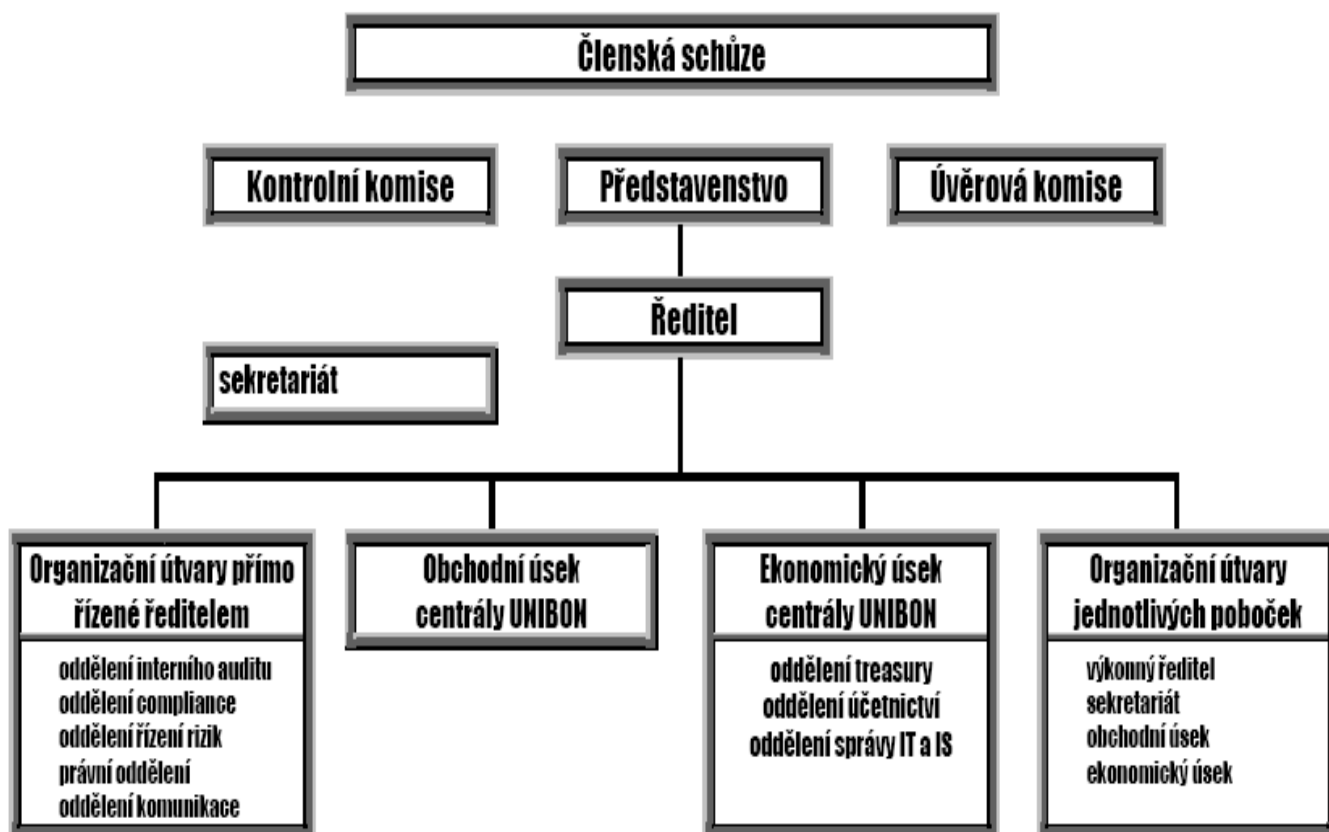 Členská schůze
Kontrolní komise
Představenstvo
Úvěrová komise
Ředitel
sekretariát
Organizační útvary přímo
řízené ředitelem
oddělení interního auditu
oddělení compliance
oddělení řízení rizik
právní oddělení
oddělení komunikace
Obchodní úsek
centrály UNIBON
Ekonomický úsek
centrály UNIBON
oddělení treasury
oddělení účetnictví
oddělení správy IT a IS
Organizační útvary
jednotlivých poboček
výkonný ředitel
sekretariát
obchodní úsek
ekonomický úsek